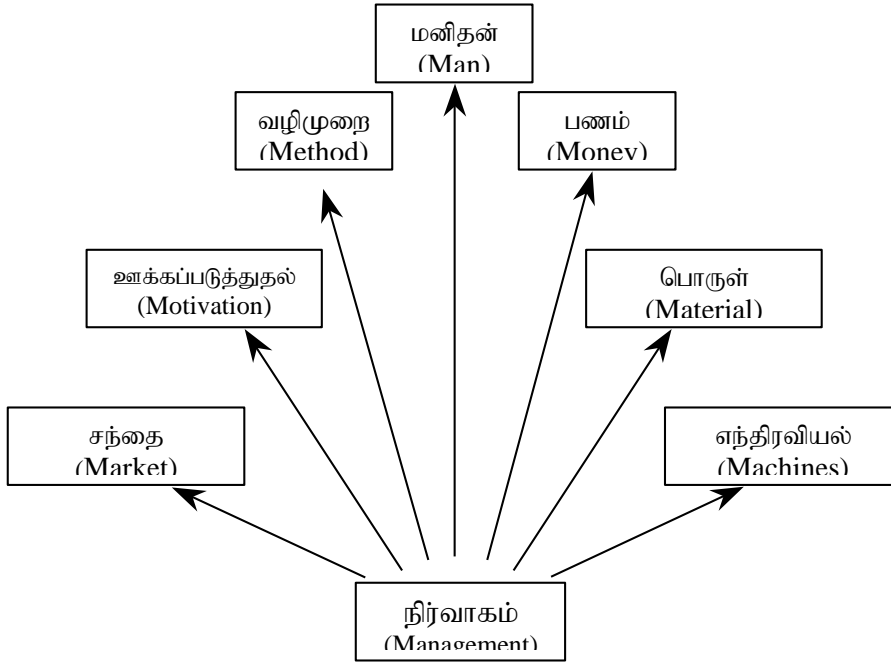 மனிதன்
(Man)
வழிமுறை
(Method)
பணம்
(Money)
ஊக்கப்படுத்துதல்
(Motivation)
பொருள்
(Material)
சந்தை
(Market)
எந்திரவியல்
(Machines)
நிர்வாகம்
(Management)